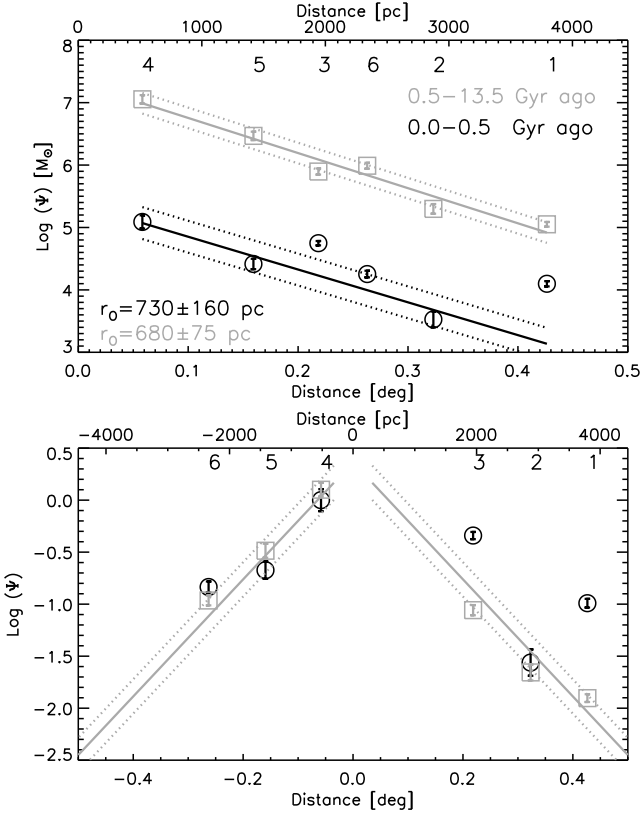 Distance [pc]
0 1000 2000 3000 4000
8
4 5 3 6 2 1
0.5−13.5 Gyr ago
7
0.0−0.5 Gyr ago
6
Log (Ψ) [M⊙]
5
4
r₀=730±160 pc
r₀=680±75 pc
3
0.0 0.1 0.2 0.3 0.4 0.5
Distance [deg]
Distance [pc]
−4000 −2000 0 2000 4000
0.5
6 5 4 3 2 1
0.0
−0.5
Log (Ψ)
−1.0
−1.5
−2.0
−2.5
−0.4 −0.2 0.0 0.2 0.4
Distance [deg]